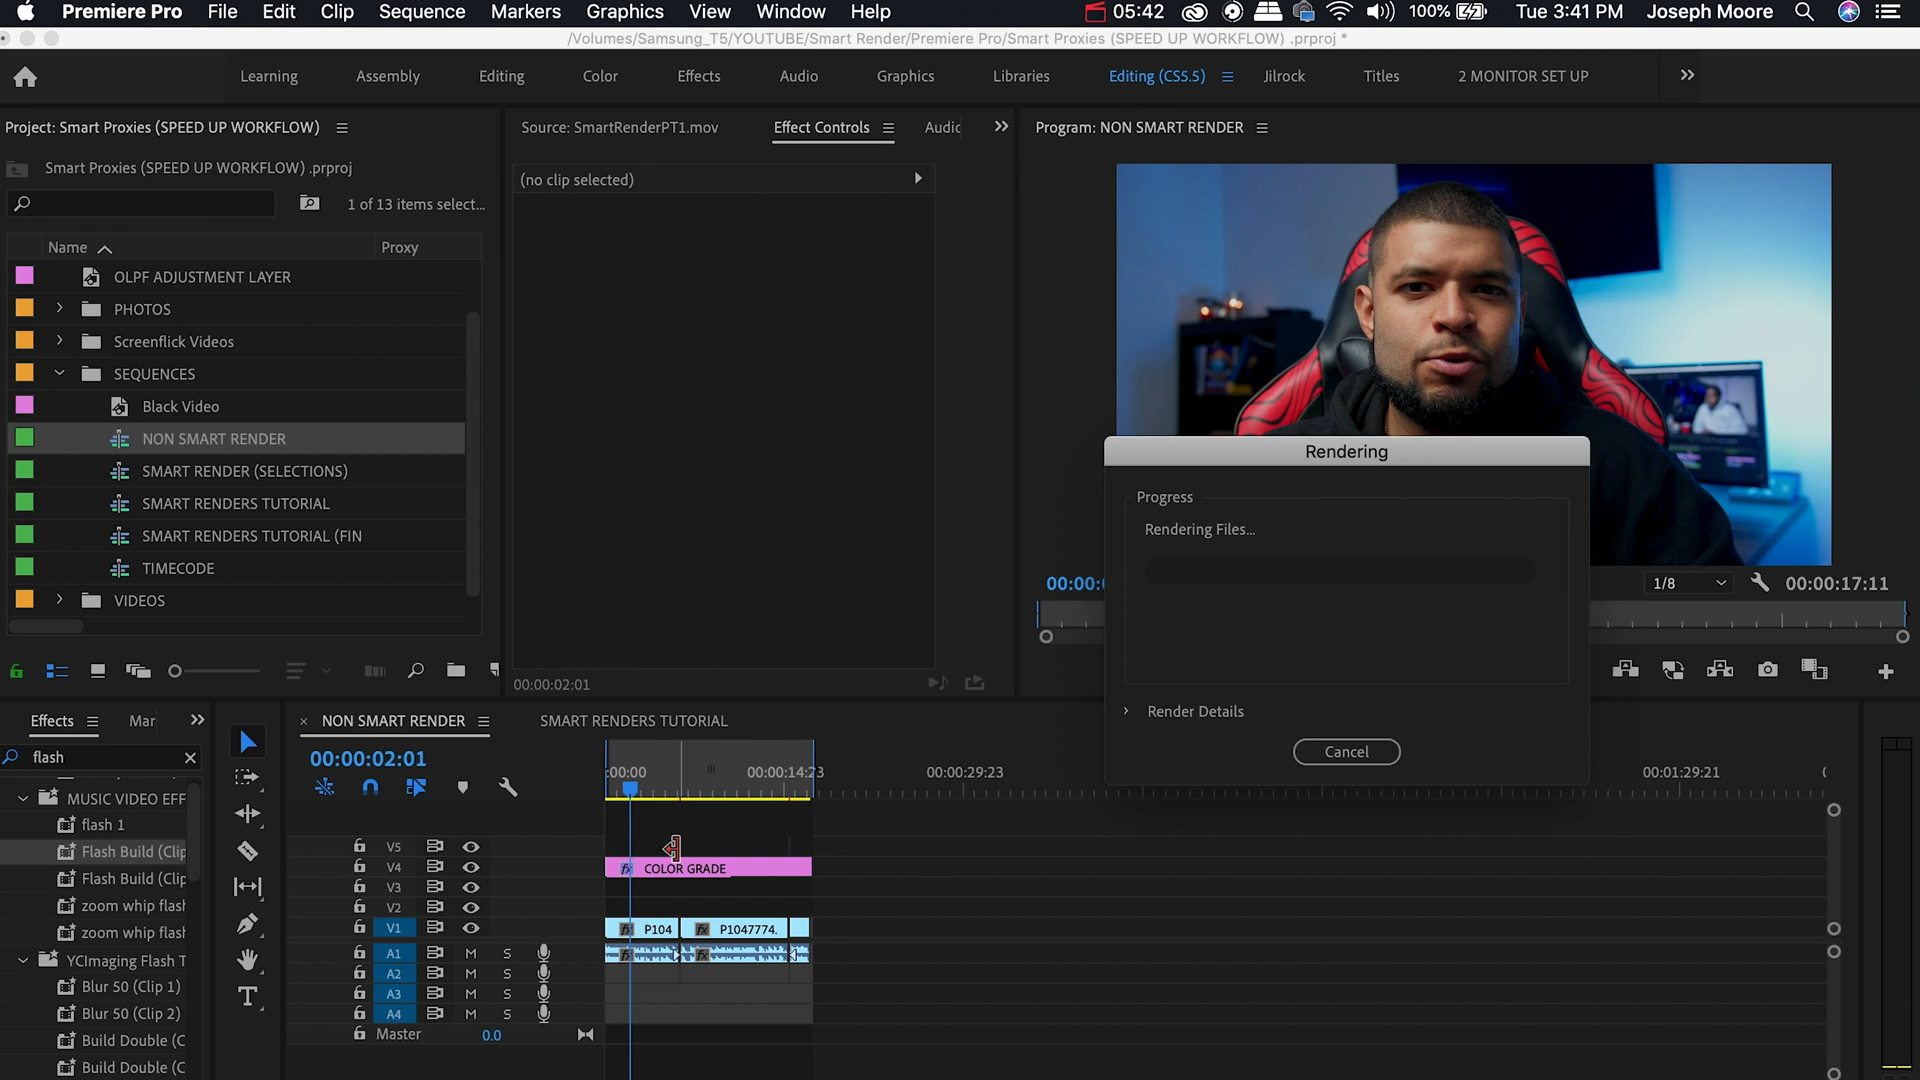 Premiere Pro File Edit Clip Sequence Markers Graphics View Window Help 05:42 100% Tue 3:41 PM Joseph Moore
/Volumes/Samsung_T5/YOUTUBE/Smart Render/Premiere Pro/Smart Proxies (SPEED UP WORKFLOW) .prproj *
Learning Assembly Editing Color Effects Audio Graphics Libraries Editing (CS5.5) Jilrock Titles 2 MONITOR SET UP
Project: Smart Proxies (SPEED UP WORKFLOW)
Smart Proxies (SPEED UP WORKFLOW) .prproj
1 of 13 items select...
Name Proxy
OLPF ADJUSTMENT LAYER
PHOTOS
Screenflick Videos
SEQUENCES
Black Video
NON SMART RENDER
SMART RENDER (SELECTIONS)
SMART RENDERS TUTORIAL
SMART RENDERS TUTORIAL (FIN
TIMECODE
VIDEOS
Source: SmartRenderPT1.mov Effect Controls Audio
(no clip selected)
00:00:02:01
Program: NON SMART RENDER
00:00:0 1/8 00:00:17:11
Rendering
Progress
Rendering Files...
Render Details
Cancel
Effects Mar
flash
MUSIC VIDEO EFF
flash 1
Flash Build (Clip
Flash Build (Clip
zoom whip flash
zoom whip flash
YCImaging Flash T
Blur 50 (Clip 1)
Blur 50 (Clip 2)
Build Double (C
Build Double (C
NON SMART RENDER SMART RENDERS TUTORIAL
00:00:02:01
:00:00 00:00:14:23 00:00:29:23 00:01:29:21
V5
V4 fx COLOR GRADE
V3
V2
V1 fx P104 fx P1047774.
A1 M S fx fx
A2 M S
A3 M S
A4 M S
Master 0.0